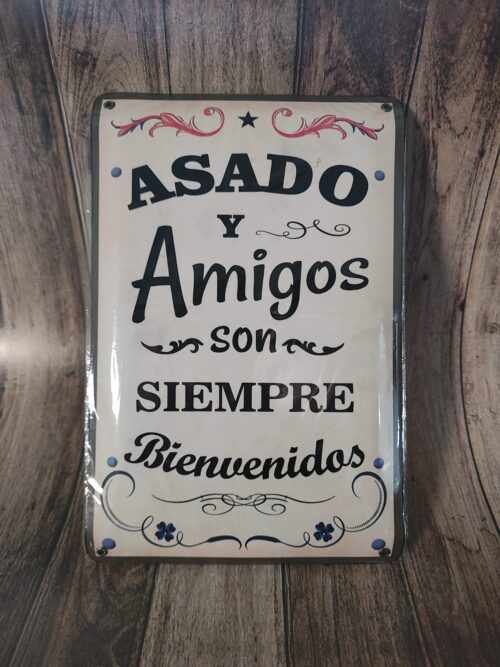 ASADO
Y
Amigos
son
SIEMPRE
Bienvenidos